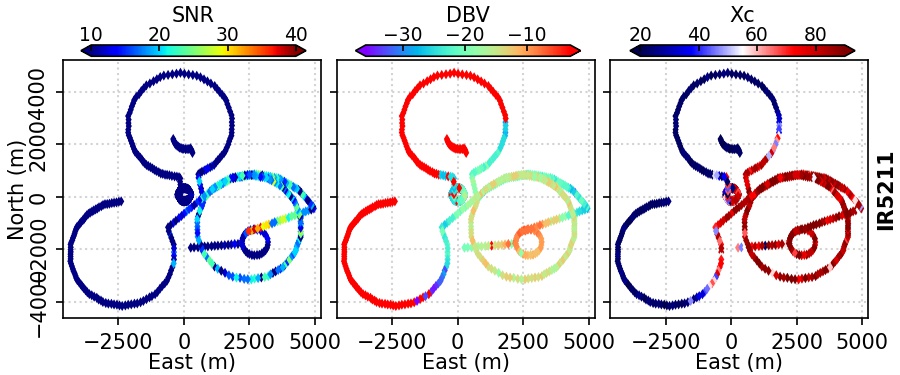 SNR DBV Xc
10 20 30 40 −30 −20 −10 20 40 60 80
4000
2000
0
−2000
−4000
North (m)
IR5211
−2500 0 2500 5000 −2500 0 2500 5000 −2500 0 2500 5000
East (m) East (m) East (m)